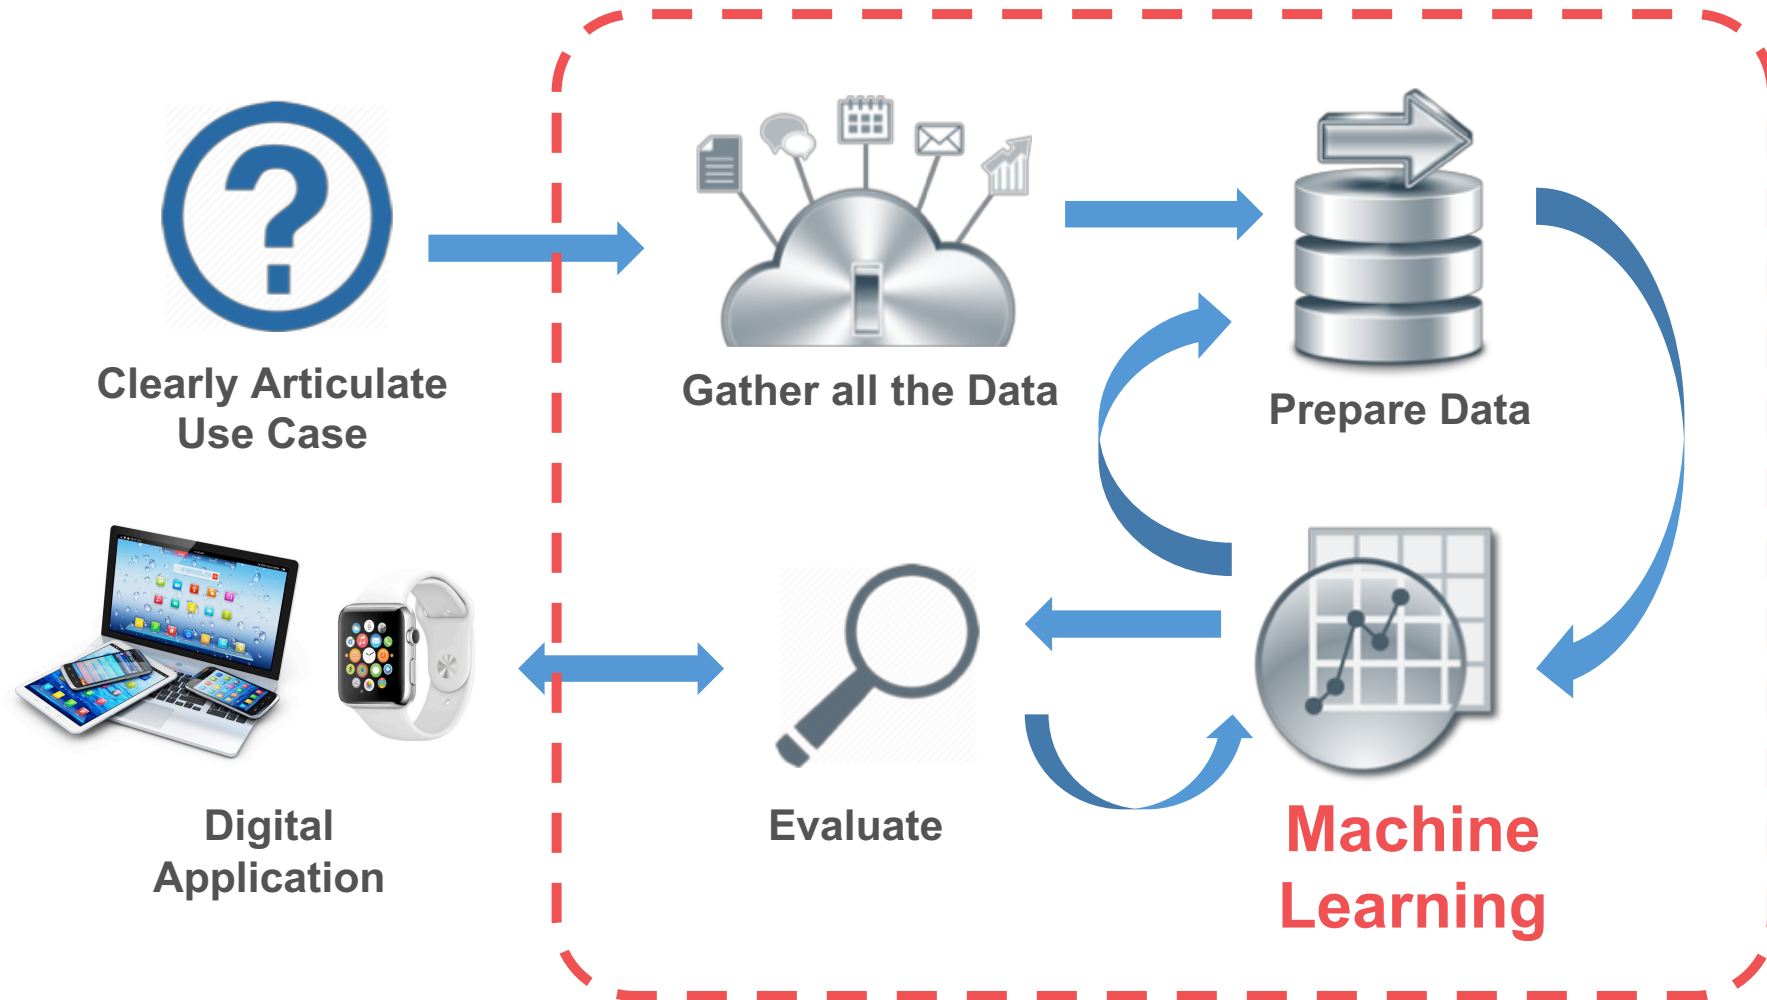 Clearly Articulate
Use Case
Gather all the Data
Prepare Data
Digital
Application
Evaluate
Machine
Learning